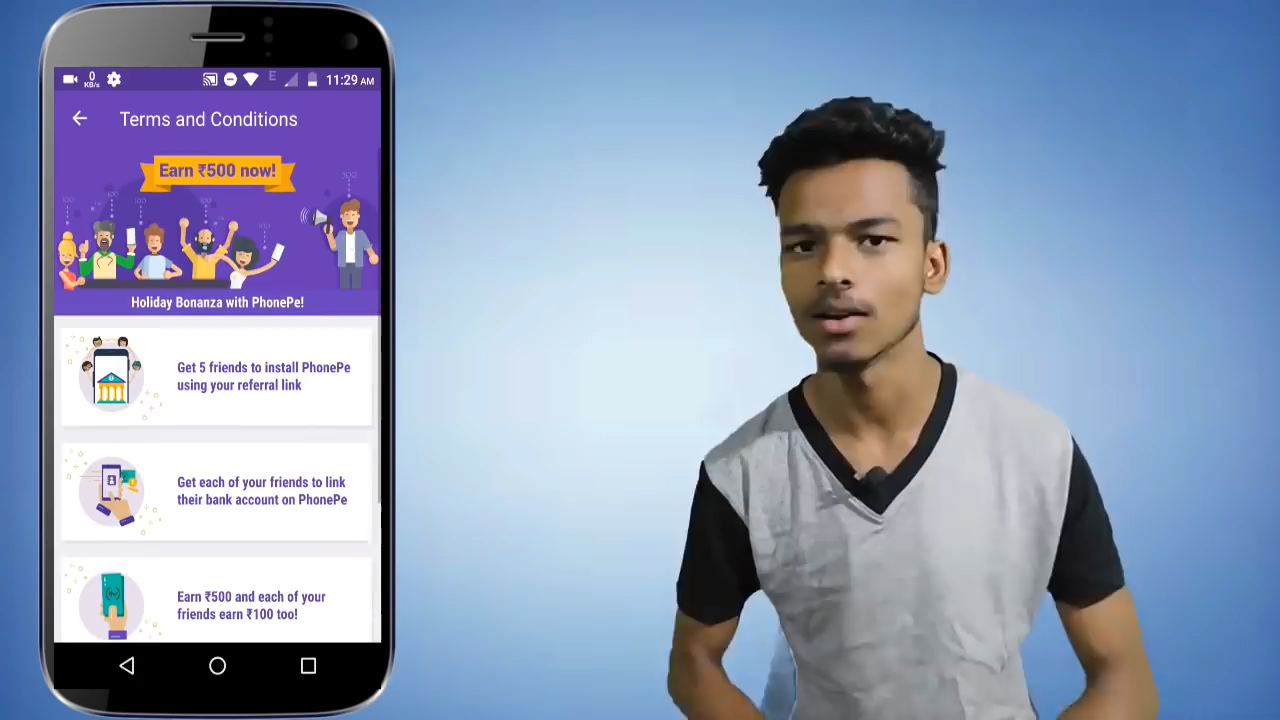 0
KB/s
E
11:29 AM
Terms and Conditions
Earn ₹500 now!
Holiday Bonanza with PhonePe!
Get 5 friends to install PhonePe
using your referral link
Get each of your friends to link
their bank account on PhonePe
Earn ₹500 and each of your
friends earn ₹100 too!